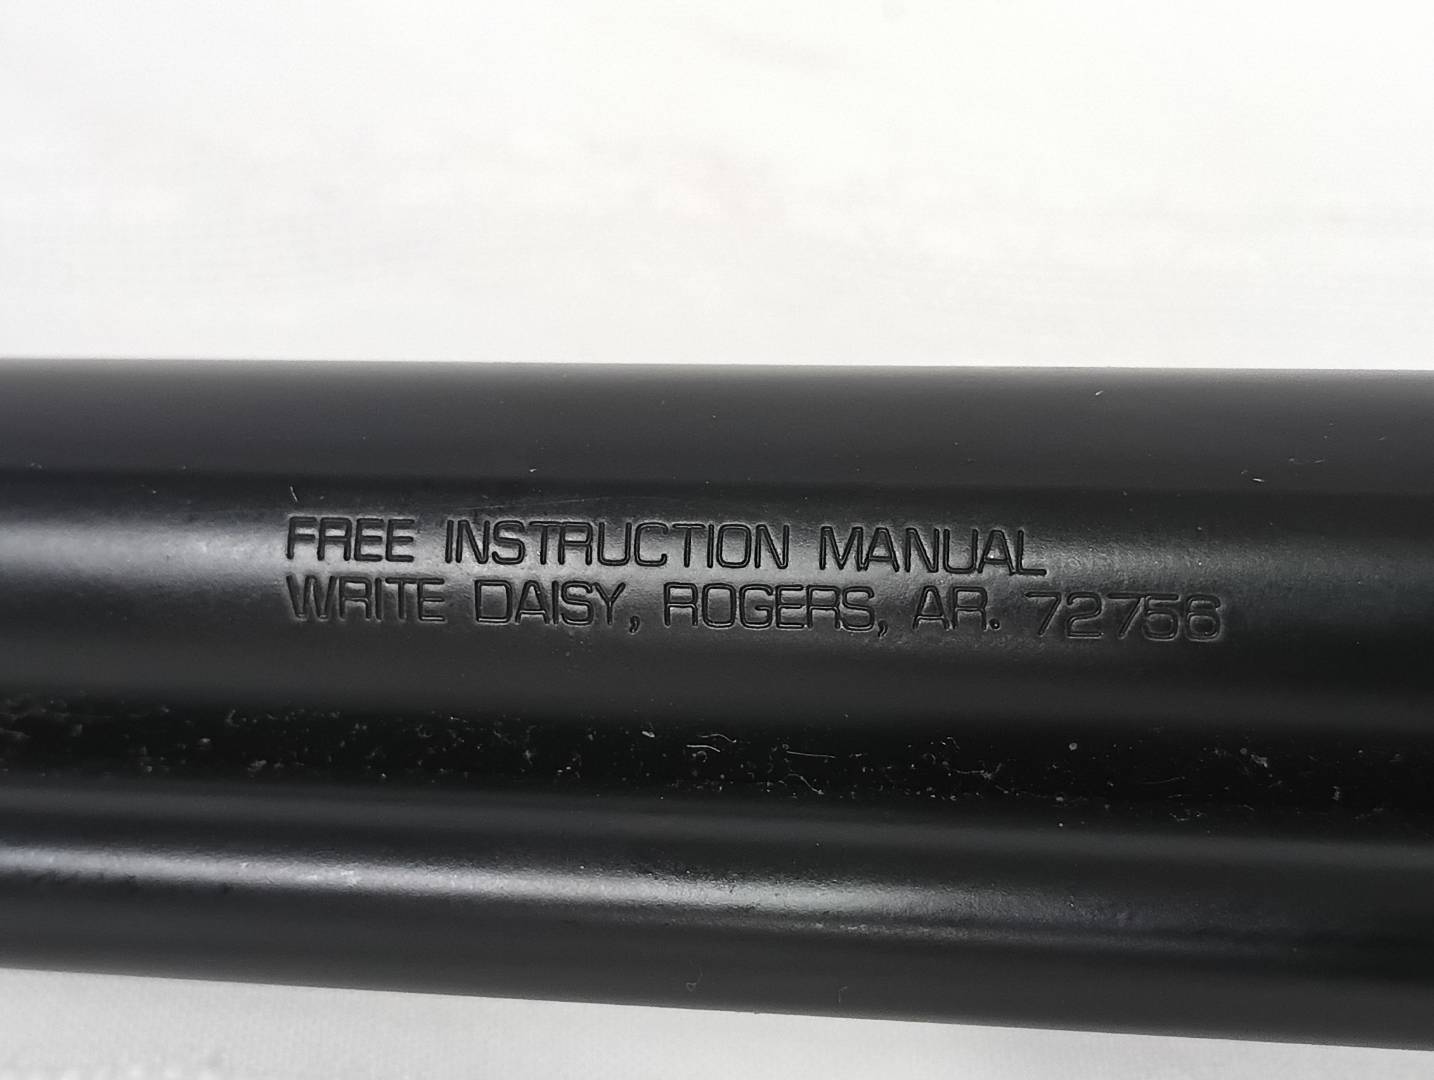 FREE INSTRUCTION MANUAL
WRITE DAISY, ROGERS, AR. 72756